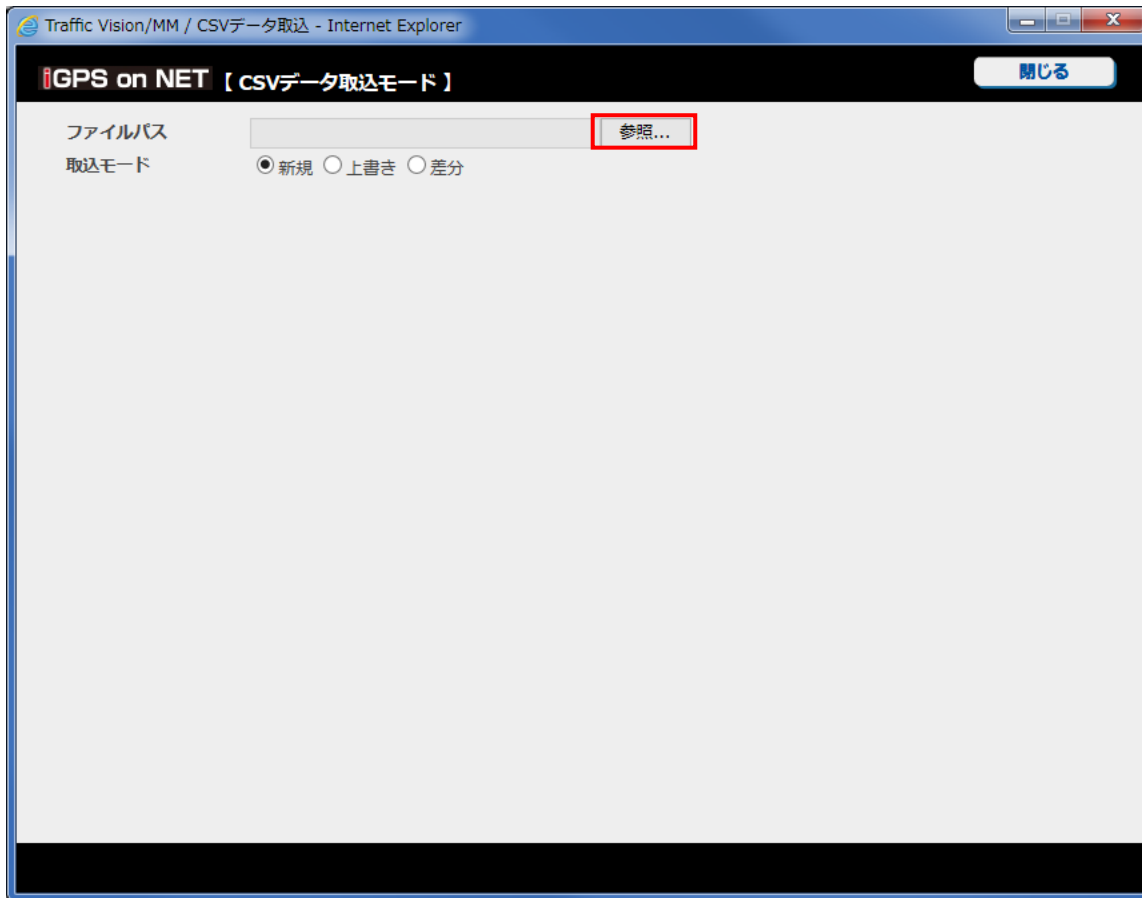 Traffic Vision/MM / CSVデータ取込 - Internet Explorer
iGPS on NET 【 CSVデータ取込モード 】 閉じる
ファイルパス 参照...
取込モード 新規 上書き 差分